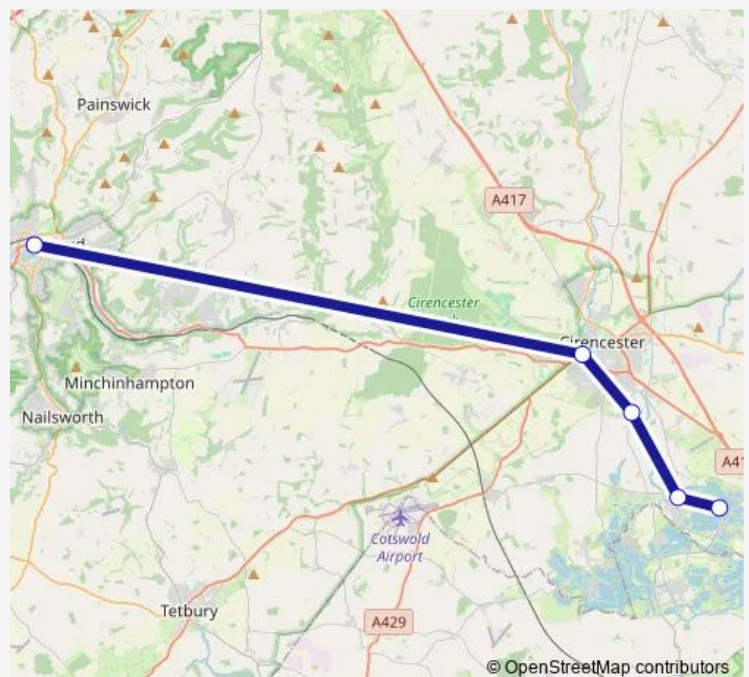 Painswick
A417
Cirencester
Cirencester
Minchinhampton
Nailsworth
Cotswold
Airport
Tetbury
A429
© OpenStreetMap contributors